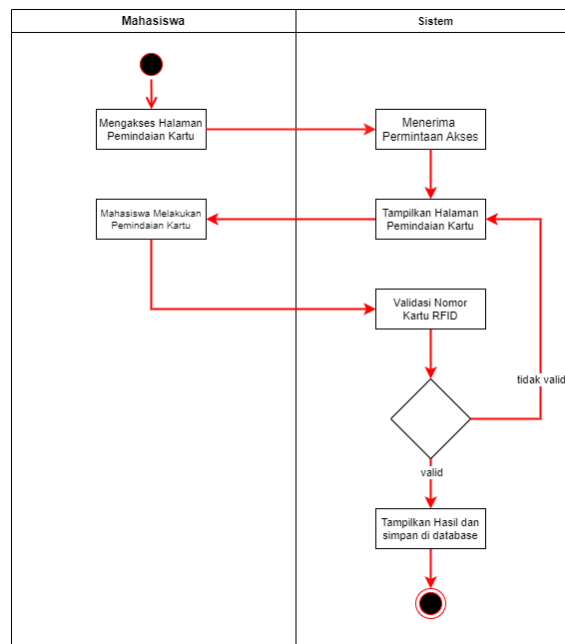 Mahasiswa
Sistem
Mengakses Halaman
Pemindaian Kartu
Menerima
Permintaan Akses
Mahasiswa Melakukan
Pemindaian Kartu
Tampilkan Halaman
Pemindaian Kartu
Validasi Nomor
Kartu RFID
tidak valid
valid
Tampilkan Hasil dan
simpan di database